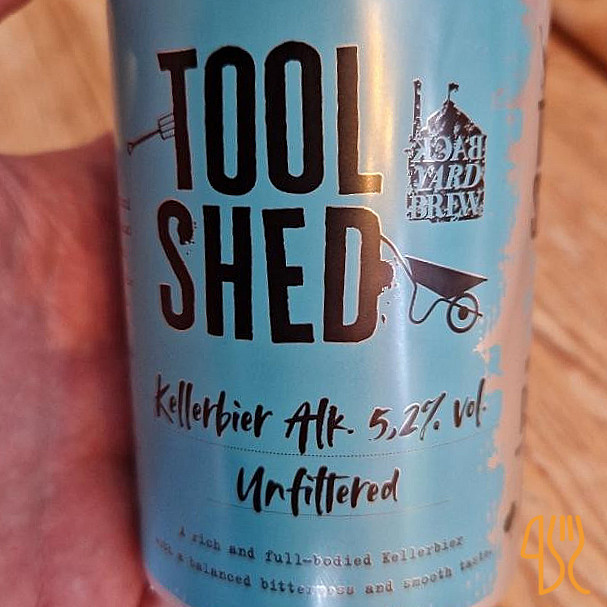 TOOL
SHED
BACK
YARD
BREW
Kellerbier Alk. 5,2% vol.
Unfiltered
A rich and full-bodied Kellerbier
with a balanced bitterness and smooth taste.